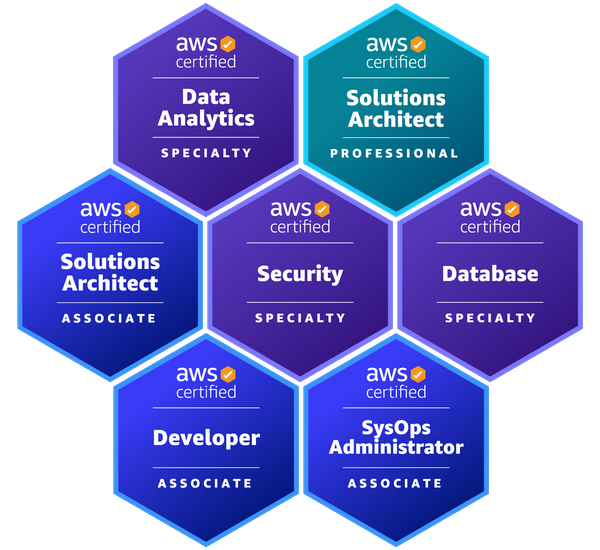 aws
certified
Data
Analytics
SPECIALTY
aws
certified
Solutions
Architect
PROFESSIONAL
aws
certified
Solutions
Architect
ASSOCIATE
aws
certified
Security
SPECIALTY
aws
certified
Database
SPECIALTY
aws
certified
Developer
ASSOCIATE
aws
certified
SysOps
Administrator
ASSOCIATE